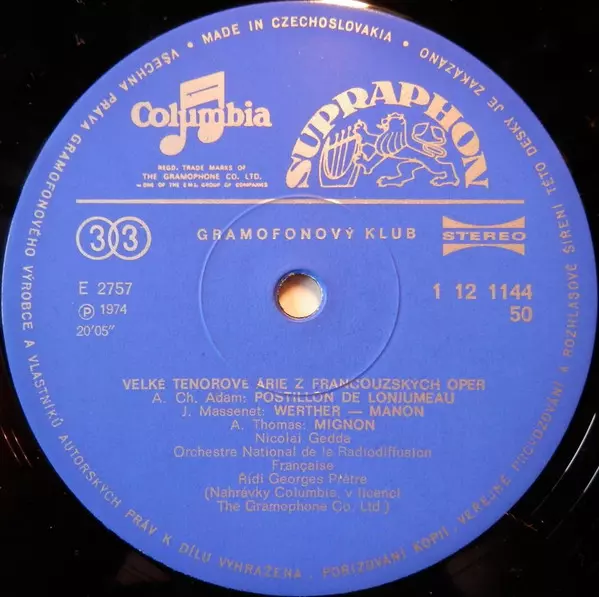 VŠECHNA PRÁVA GRAMOFONOVÉHO VÝROBCE A VLASTNÍKŮ AUTORSKÝCH PRÁV K DÍLU VYHRAŽENA . POŘIZOVÁNÍ KOPIÍ, VEREJNÉ PROVOZOVÁNÍ A ROZHLASOVÉ ŠÍŘENÍ TÉTO DESKY JE ZAKÁZÁNO
• MADE IN CZECHOSLOVAKIA •
Columbia
SUPRAPHON
REGD. TRADE MARKS OF
THE GRAMOPHONE CO. LTD.
— ONE OF THE E.M.I. GROUP OF COMPANIES
33
GRAMOFONOVÝ KLUB
STEREO
E 2757
1 12 1144
Ⓟ 1974
50
20'05"
VELKÉ TENOROVÉ ÁRIE Z FRANCOUZSKÝCH OPER
A. Ch. Adam: POSTILLON DE LONJUMEAU
J. Massenet: WERTHER — MANON
A. Thomas: MIGNON
Nicolai Gedda
Orchestre National de la Radiodiffusion
Française
Řídí Georges Prêtre
(Nahrávky Columbia, v licenci
The Gramophone Co. Ltd.)